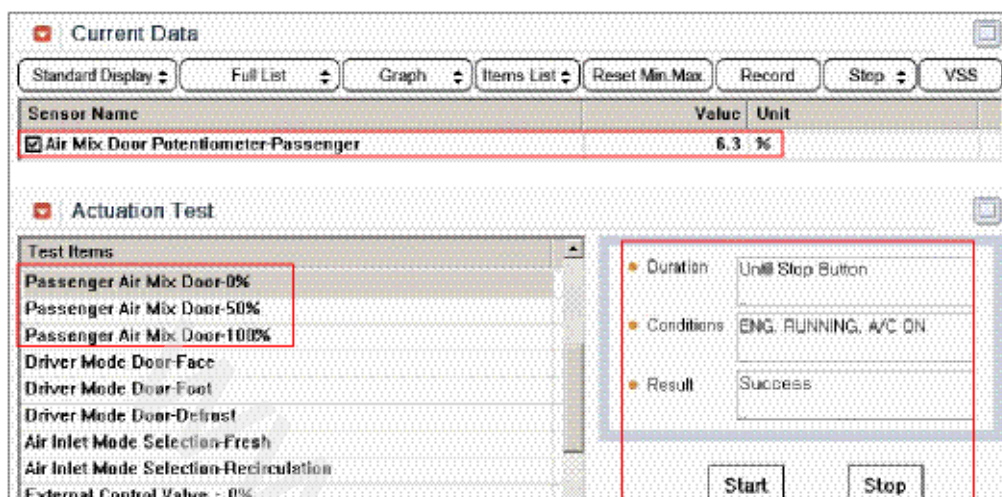 Current Data
Standard Display Full List Graph Items List Reset Min.Max. Record Stop VSS
Sensor Name Value Unit
Air Mix Door Potentiometer-Passenger 6.3 %
Actuation Test
Test Items
Passenger Air Mix Door-0%
Passenger Air Mix Door-50%
Passenger Air Mix Door-100%
Driver Mode Door-Face
Driver Mode Door-Foot
Driver Mode Door-Defrost
Air Inlet Mode Selection-Fresh
Air Inlet Mode Selection-Recirculation
External Control Valve - 0%
Duration Until Stop Button
Conditions ENG. RUNNING, A/C ON
Result Success
Start Stop